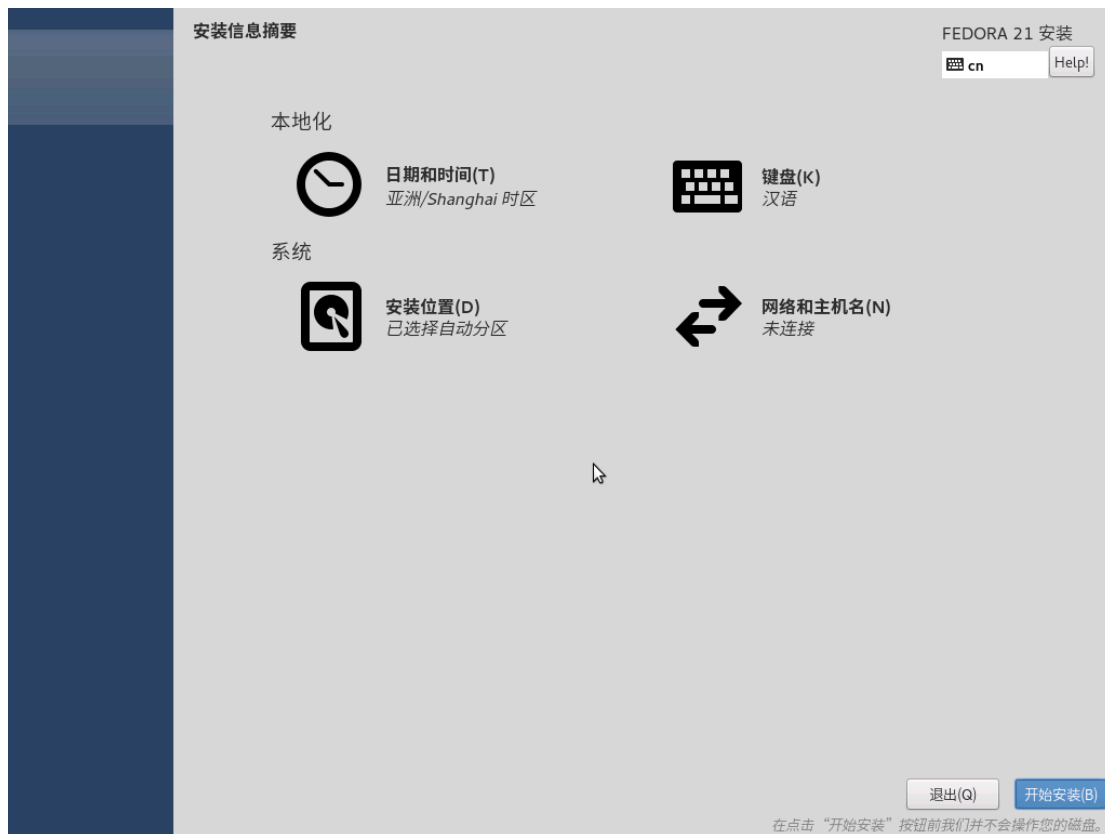 安装信息摘要
FEDORA 21 安装
cn
Help!
本地化
日期和时间(T)
亚洲/Shanghai 时区
键盘(K)
汉语
系统
安装位置(D)
已选择自动分区
网络和主机名(N)
未连接
退出(Q)
开始安装(B)
在点击“开始安装”按钮前我们并不会操作您的磁盘。